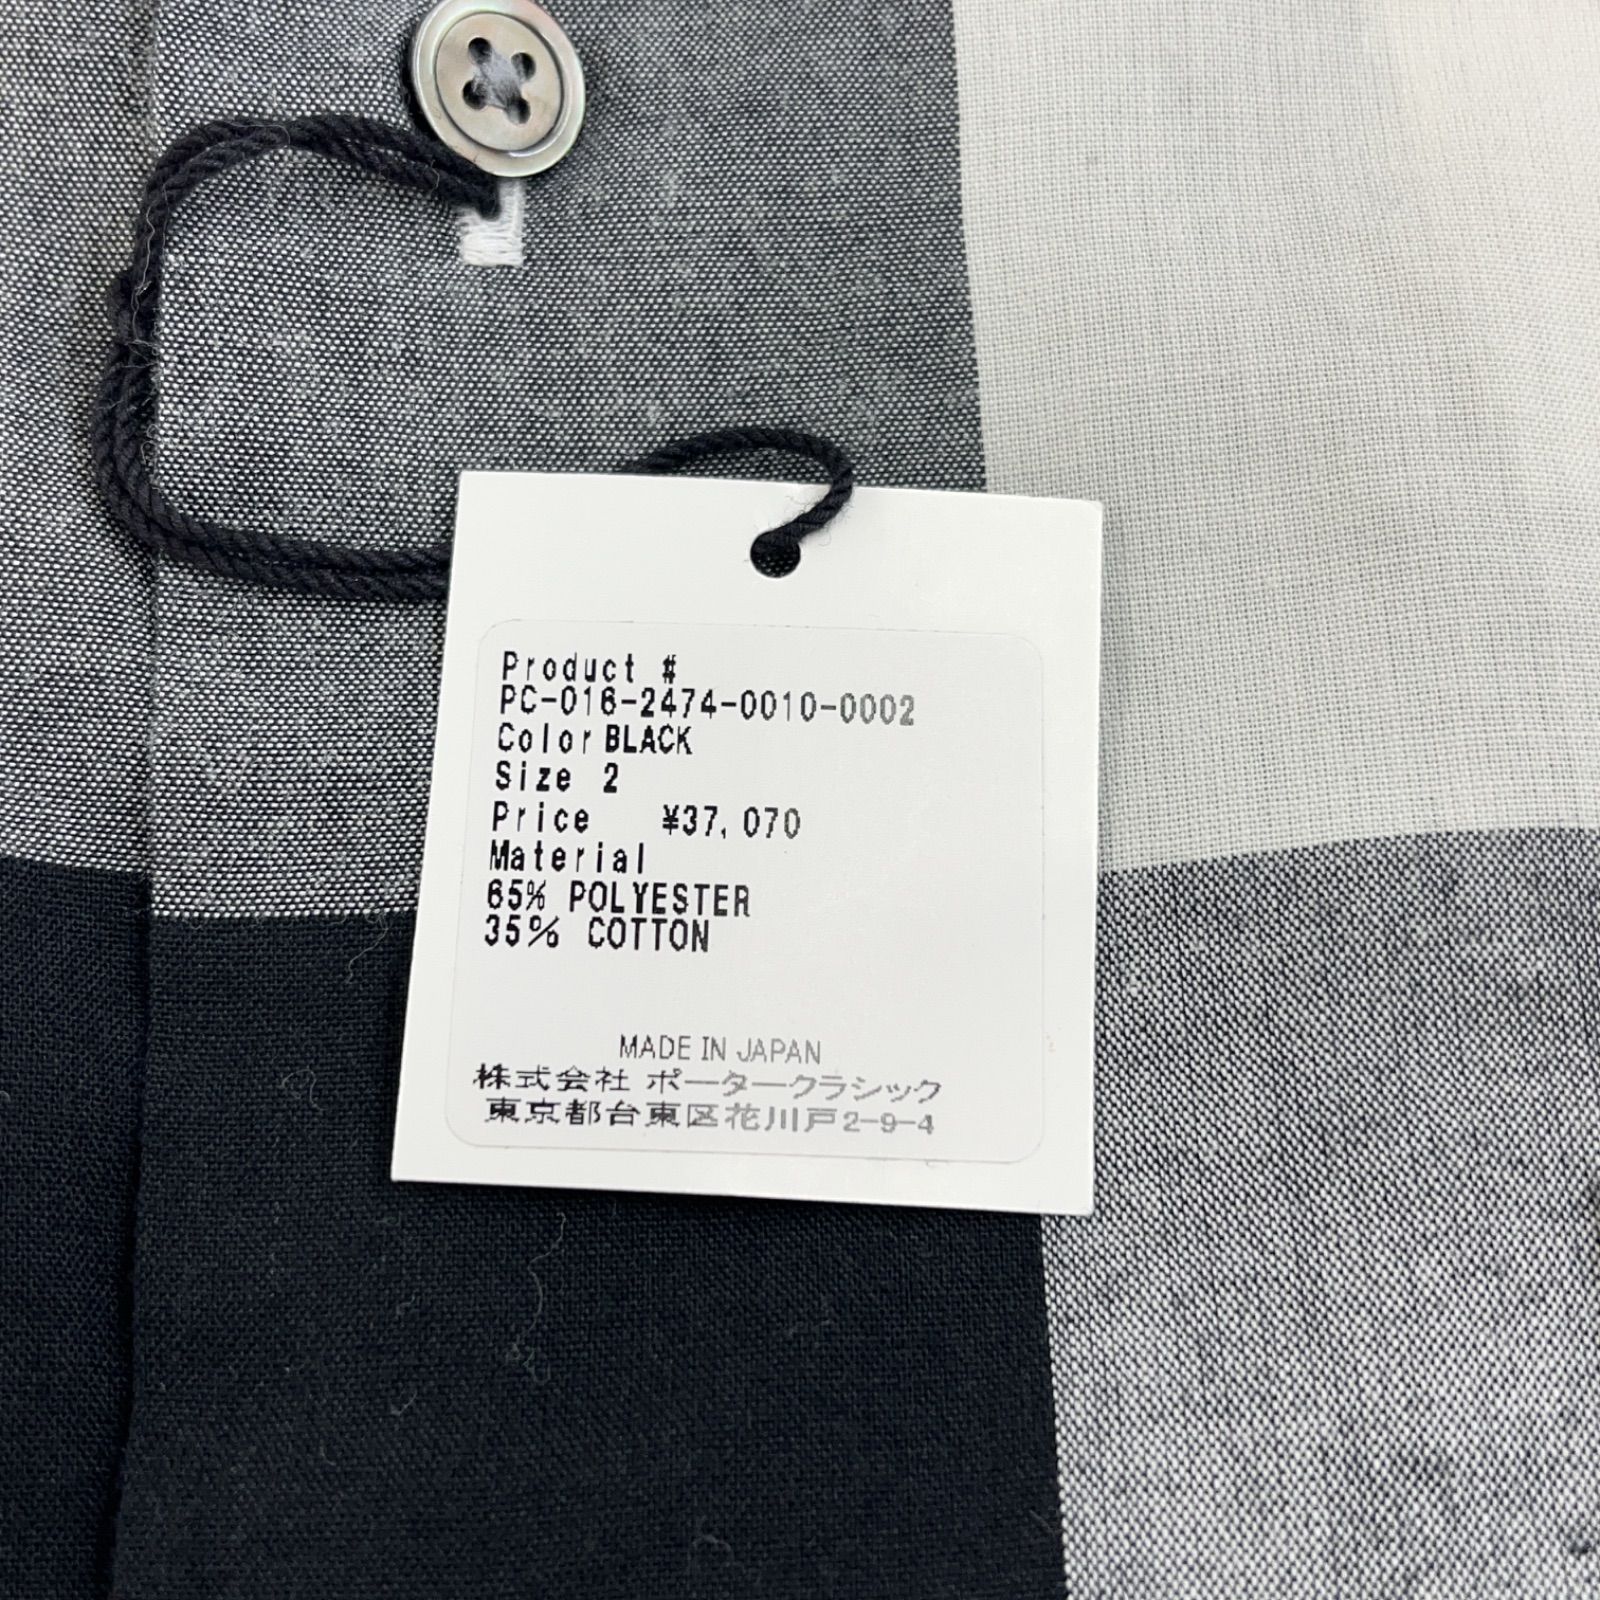 Product #
PC-016-2474-0010-0002
Color BLACK
Size 2
Price ¥37,070
Material
65% POLYESTER
35% COTTON
MADE IN JAPAN
株式会社 ポータークラシック
東京都台東区花川戸2-9-4